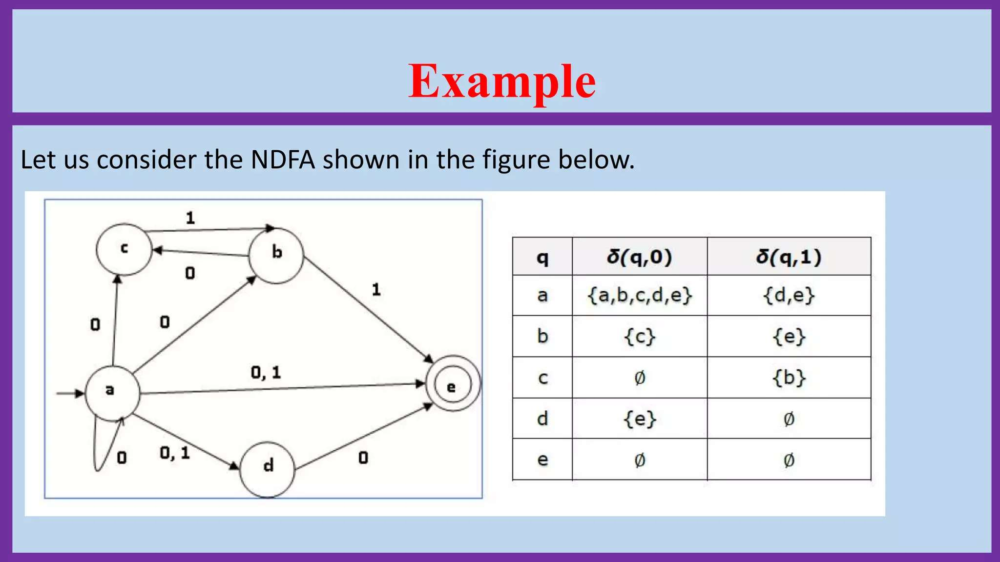 Example
Let us consider the NDFA shown in the figure below.
1
c
b
0
1
0
0
0, 1
a
e
0
0, 1
d
0
q δ(q,0) δ(q,1)
a {a,b,c,d,e} {d,e}
b {c} {e}
c ∅ {b}
d {e} ∅
e ∅ ∅